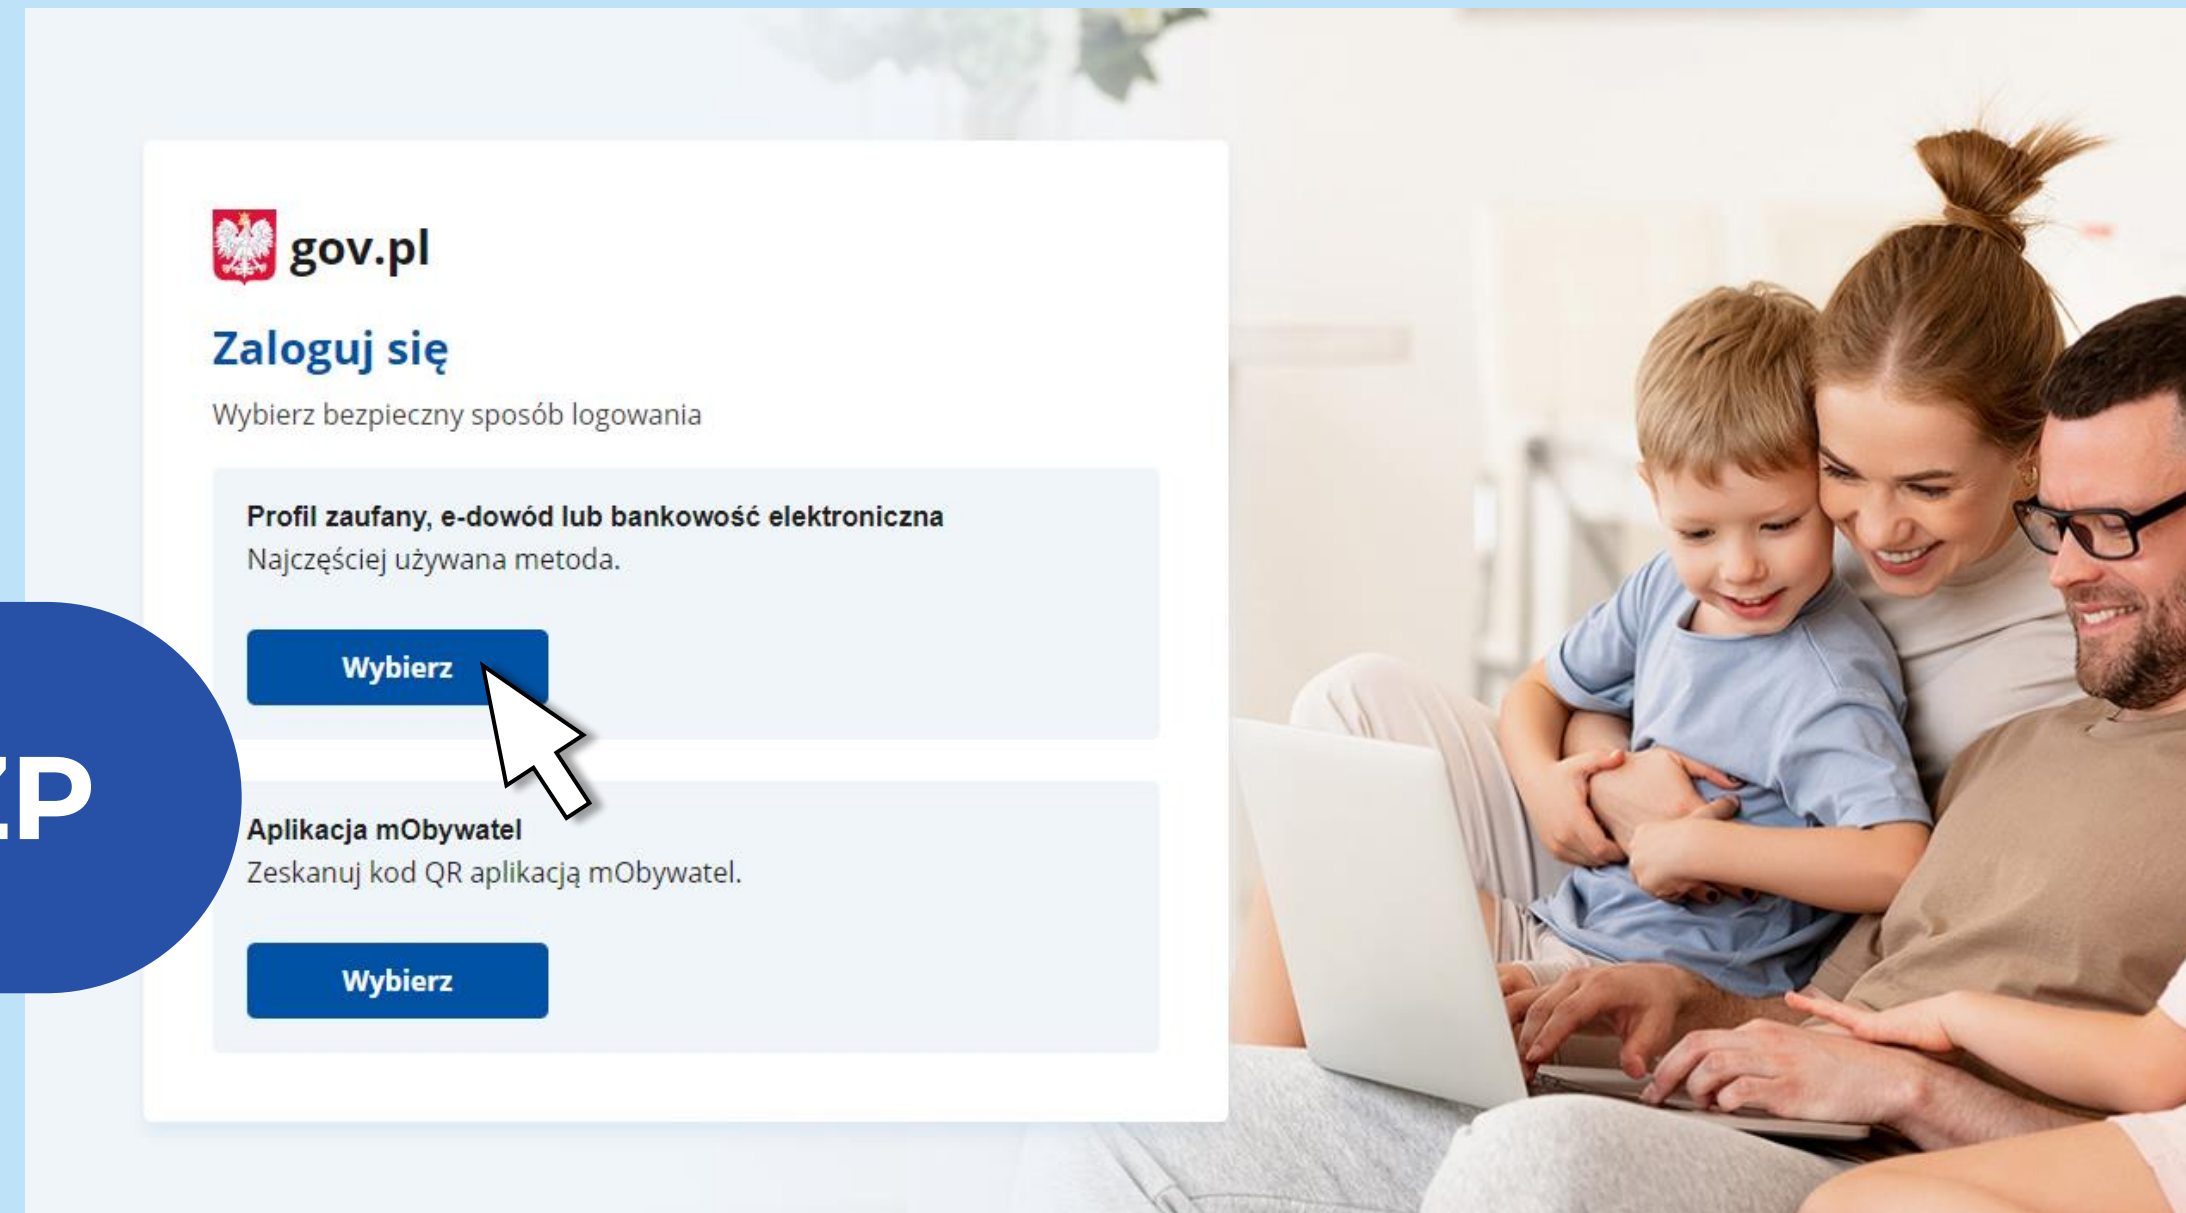 gov.pl
Zaloguj się
Wybierz bezpieczny sposób logowania
Profil zaufany, e-dowód lub bankowość elektroniczna
Najczęściej używana metoda.
Wybierz
ZP
Aplikacja mObywatel
Zeskanuj kod QR aplikacją mObywatel.
Wybierz